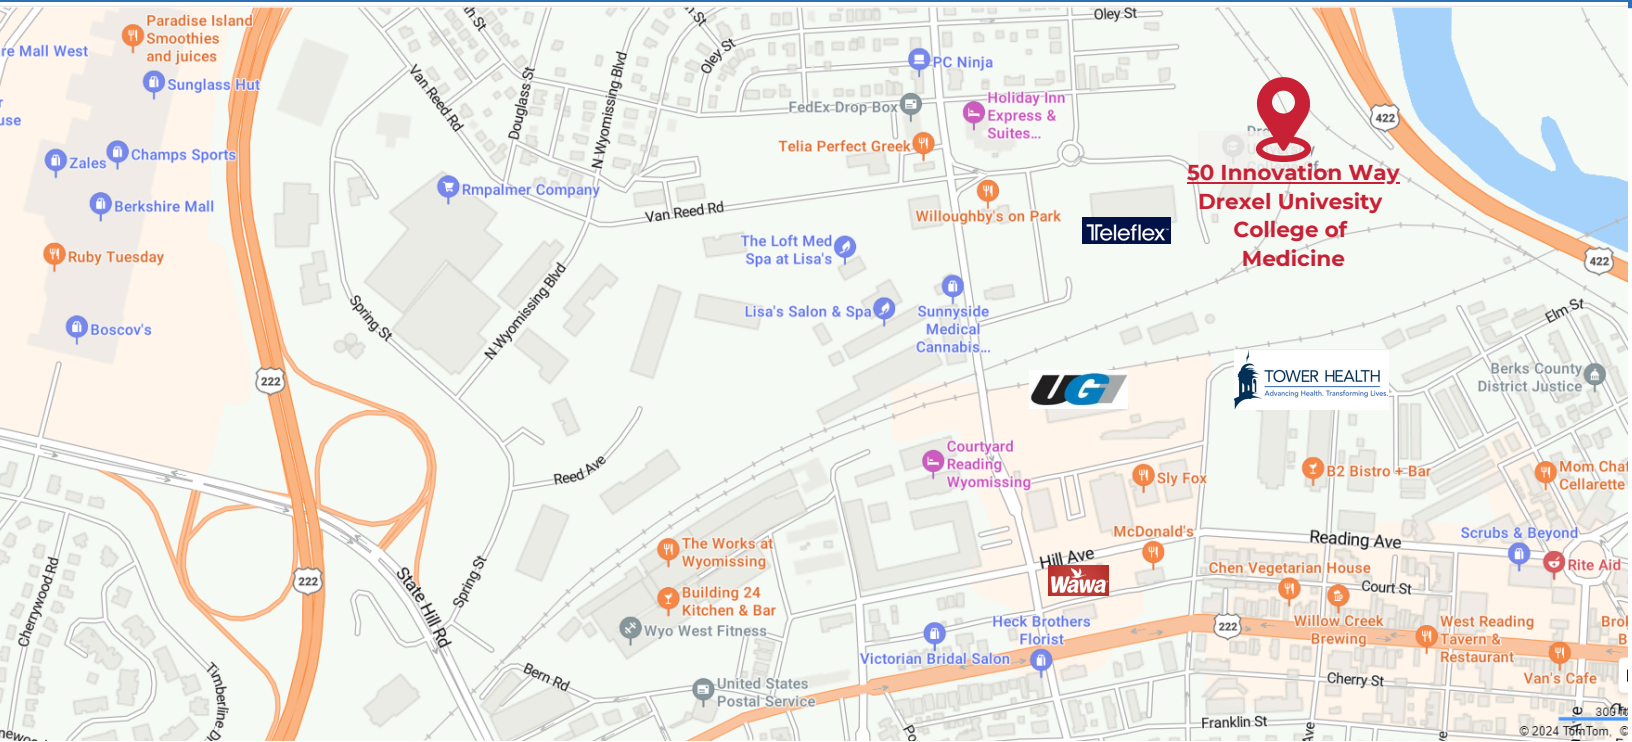 Paradise Island
Smoothies
and juices
re Mall West
Sunglass Hut
Zales
Champs Sports
Berkshire Mall
Ruby Tuesday
Boscov's
222
Van Reed Rd
Douglass St
N Wyomissing Blvd
Oley St
Oley St
PC Ninja
FedEx Drop Box
Holiday Inn
Express &
Suites...
Telia Perfect Greek
Rmpalmer Company
Van Reed Rd
Willoughby's on Park
Teleflex
422
50 Innovation Way
Drexel Univesity
College of
Medicine
422
The Loft Med
Spa at Lisa's
Lisa's Salon & Spa
Sunnyside
Medical
Cannabis...
N Wyomissing Blvd
Spring St
Elm St
UGI
TOWER HEALTH
Advancing Health. Transforming Lives.
Berks County
District Justice
Courtyard
Reading
Wyomissing
Sly Fox
B2 Bistro + Bar
Mom Chaf
Cellarette
Reed Ave
McDonald's
Reading Ave
Scrubs & Beyond
Rite Aid
Hill Ave
Wawa
Chen Vegetarian House
Court St
The Works at
Wyomissing
Building 24
Kitchen & Bar
Wyo West Fitness
222
Cherrywood Rd
State Hill Rd
Spring St
Heck Brothers
Florist
Victorian Bridal Salon
222
Willow Creek
Brewing
West Reading
Tavern &
Restaurant
Van's Cafe
Bern Rd
United States
Postal Service
Timberline D
Cherry St
Franklin St
300 ft
© 2024 TomTom, ©